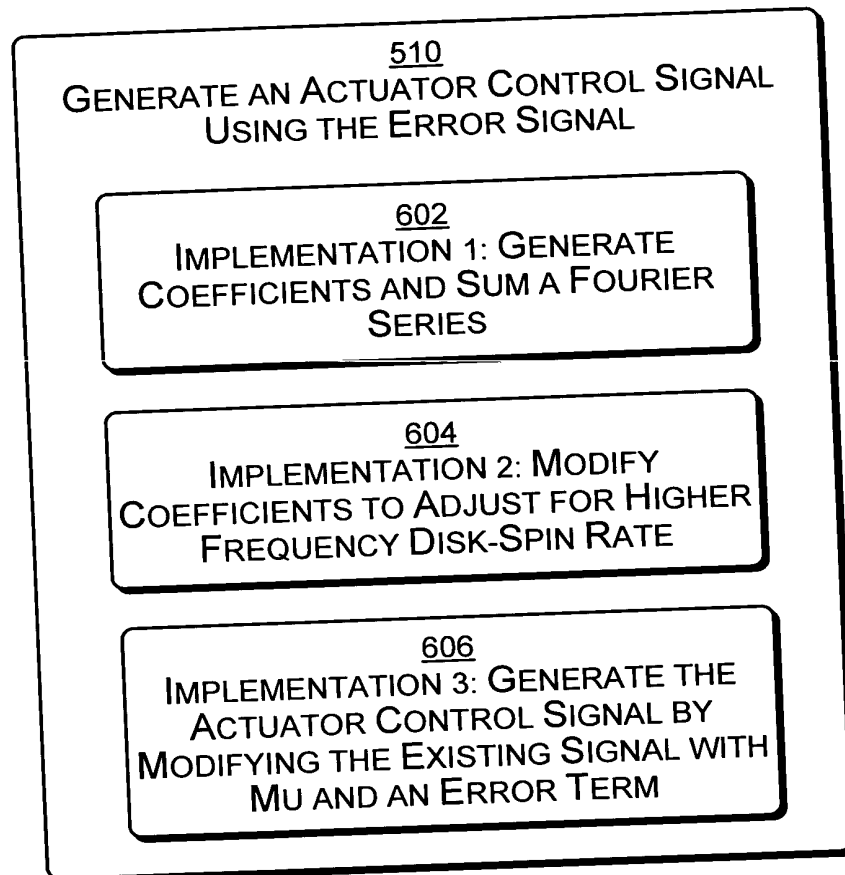 510
GENERATE AN ACTUATOR CONTROL SIGNAL
USING THE ERROR SIGNAL
602
IMPLEMENTATION 1: GENERATE
COEFFICIENTS AND SUM A FOURIER
SERIES
604
IMPLEMENTATION 2: MODIFY
COEFFICIENTS TO ADJUST FOR HIGHER
FREQUENCY DISK-SPIN RATE
606
IMPLEMENTATION 3: GENERATE THE
ACTUATOR CONTROL SIGNAL BY
MODIFYING THE EXISTING SIGNAL WITH
MU AND AN ERROR TERM